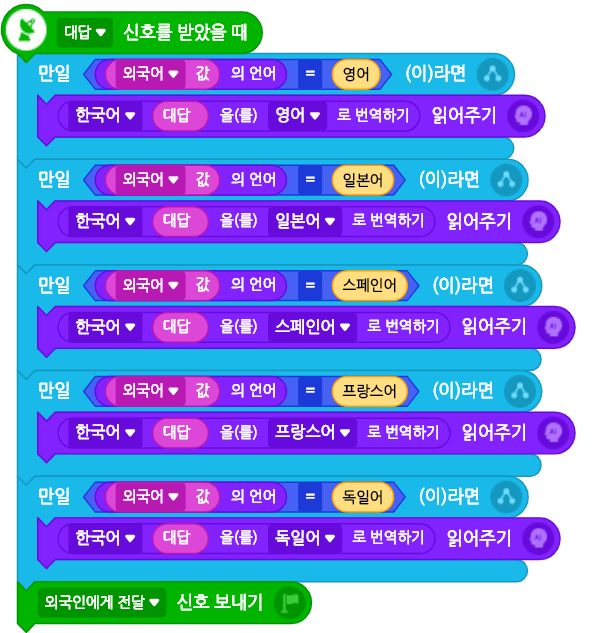 대답 신호를 받았을 때
만일 외국어 값 의 언어 = 영어 (이)라면
한국어 대답 을(를) 영어 로 번역하기 읽어주기
만일 외국어 값 의 언어 = 일본어 (이)라면
한국어 대답 을(를) 일본어 로 번역하기 읽어주기
만일 외국어 값 의 언어 = 스페인어 (이)라면
한국어 대답 을(를) 스페인어 로 번역하기 읽어주기
만일 외국어 값 의 언어 = 프랑스어 (이)라면
한국어 대답 을(를) 프랑스어 로 번역하기 읽어주기
만일 외국어 값 의 언어 = 독일어 (이)라면
한국어 대답 을(를) 독일어 로 번역하기 읽어주기
외국인에게 전달 신호 보내기